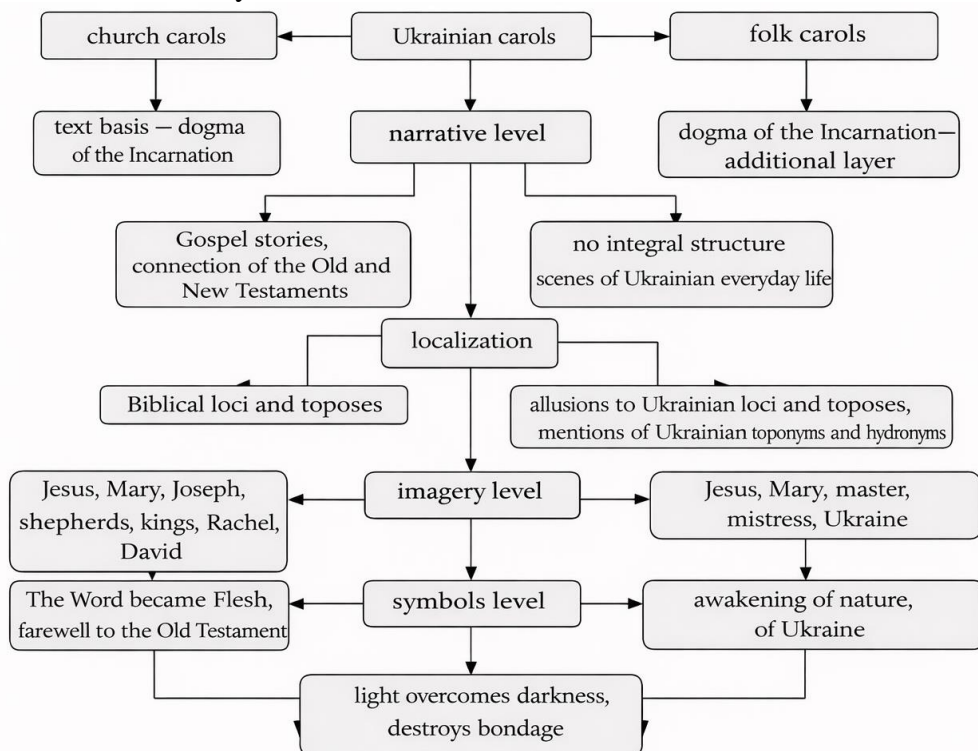 church carols
Ukrainian carols
folk carols
text basis — dogma
of the Incarnation
narrative level
dogma of the Incarnation—
additional layer
Gospel stories,
connection of the Old and
New Testaments
no integral structure
scenes of Ukrainian everyday life
localization
Biblical loci and toposes
allusions to Ukrainian loci and toposes,
mentions of Ukrainian toponyms and hydronyms
Jesus, Mary, Joseph,
shepherds, kings, Rachel,
David
imagery level
Jesus, Mary, master,
mistress, Ukraine
The Word became Flesh,
farewell to the Old Testament
symbols level
awakening of nature,
of Ukraine
light overcomes darkness,
destroys bondage